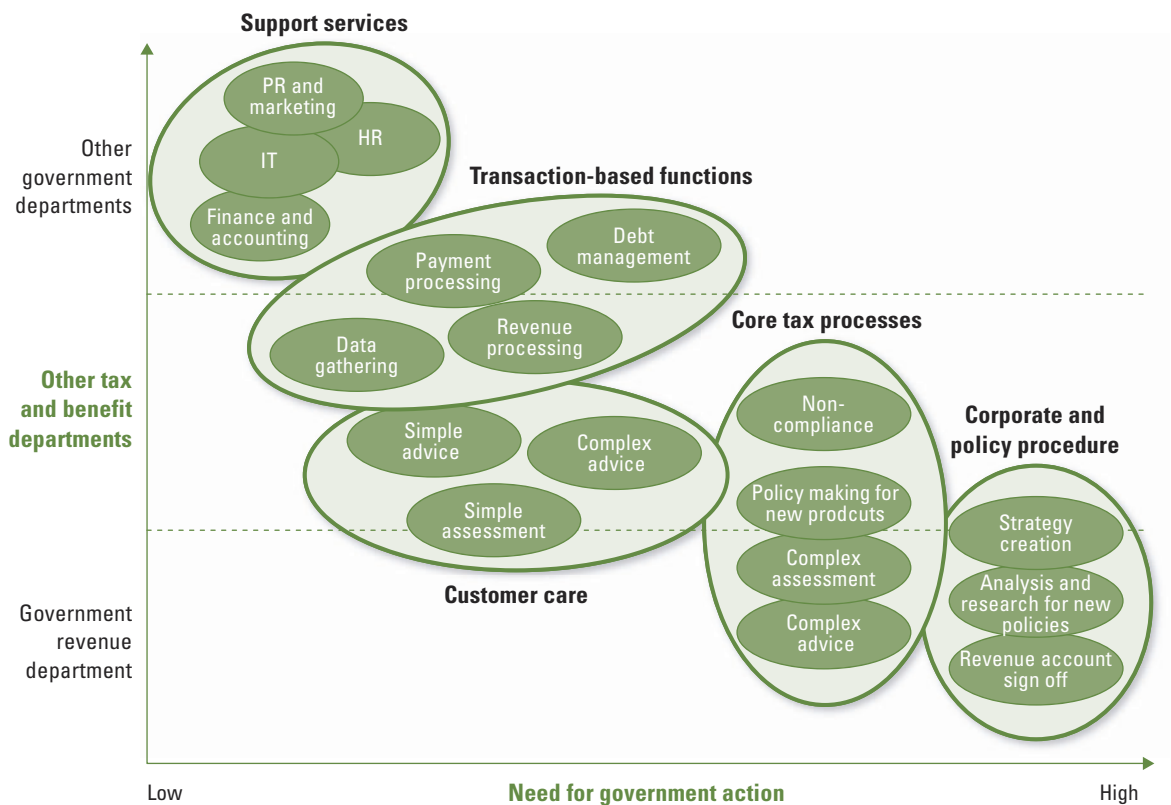 Support services
PR and
marketing
HR
IT
Finance and
accounting
Other
government
departments
Transaction-based functions
Debt
management
Payment
processing
Revenue
processing
Data
gathering
Other tax
and benefit
departments
Core tax processes
Non-
compliance
Policy making for
new prodcuts
Complex
assessment
Complex
advice
Simple
advice
Complex
advice
Simple
assessment
Customer care
Corporate and
policy procedure
Strategy
creation
Analysis and
research for new
policies
Revenue account
sign off
Government
revenue
department
Low
Need for government action
High